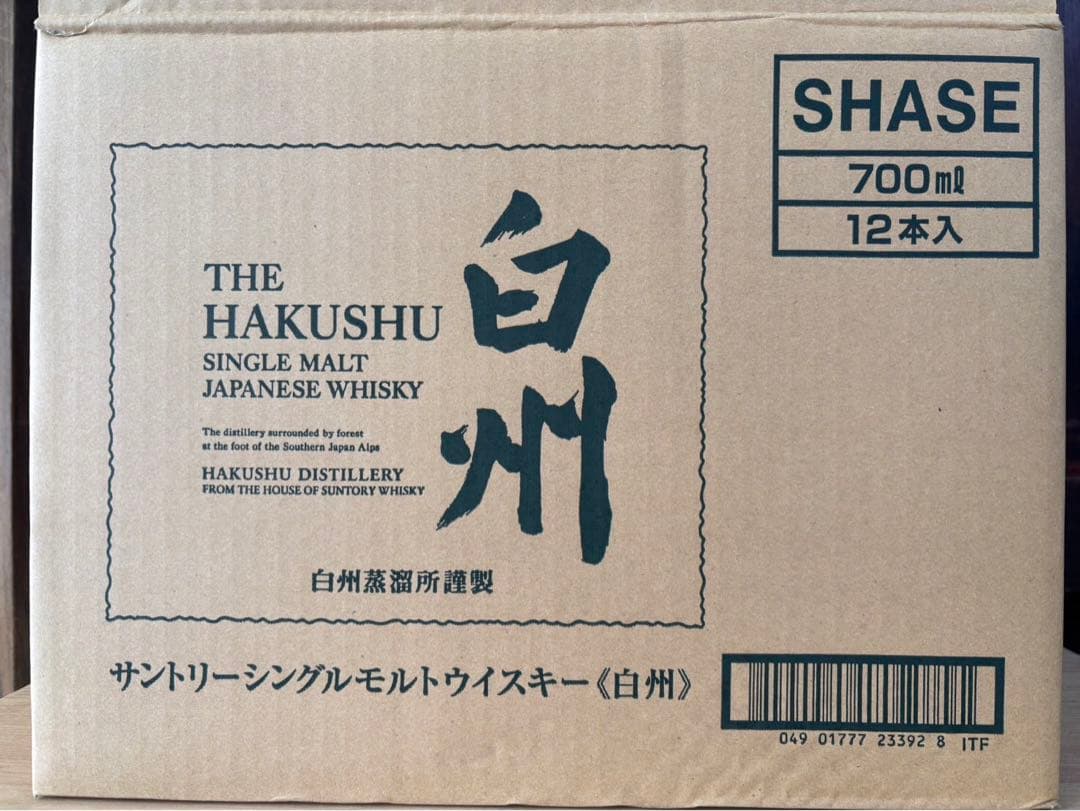 SHASE
700㎖
12本入
THE
HAKUSHU
SINGLE MALT
JAPANESE WHISKY
The distillery surrounded by forest
at the foot of the Southern Japan Alps
HAKUSHU DISTILLERY
FROM THE HOUSE OF SUNTORY WHISKY
白州
白州蒸溜所謹製
サントリーシングルモルトウイスキー《白州》
049 01777 23392 8 ITF